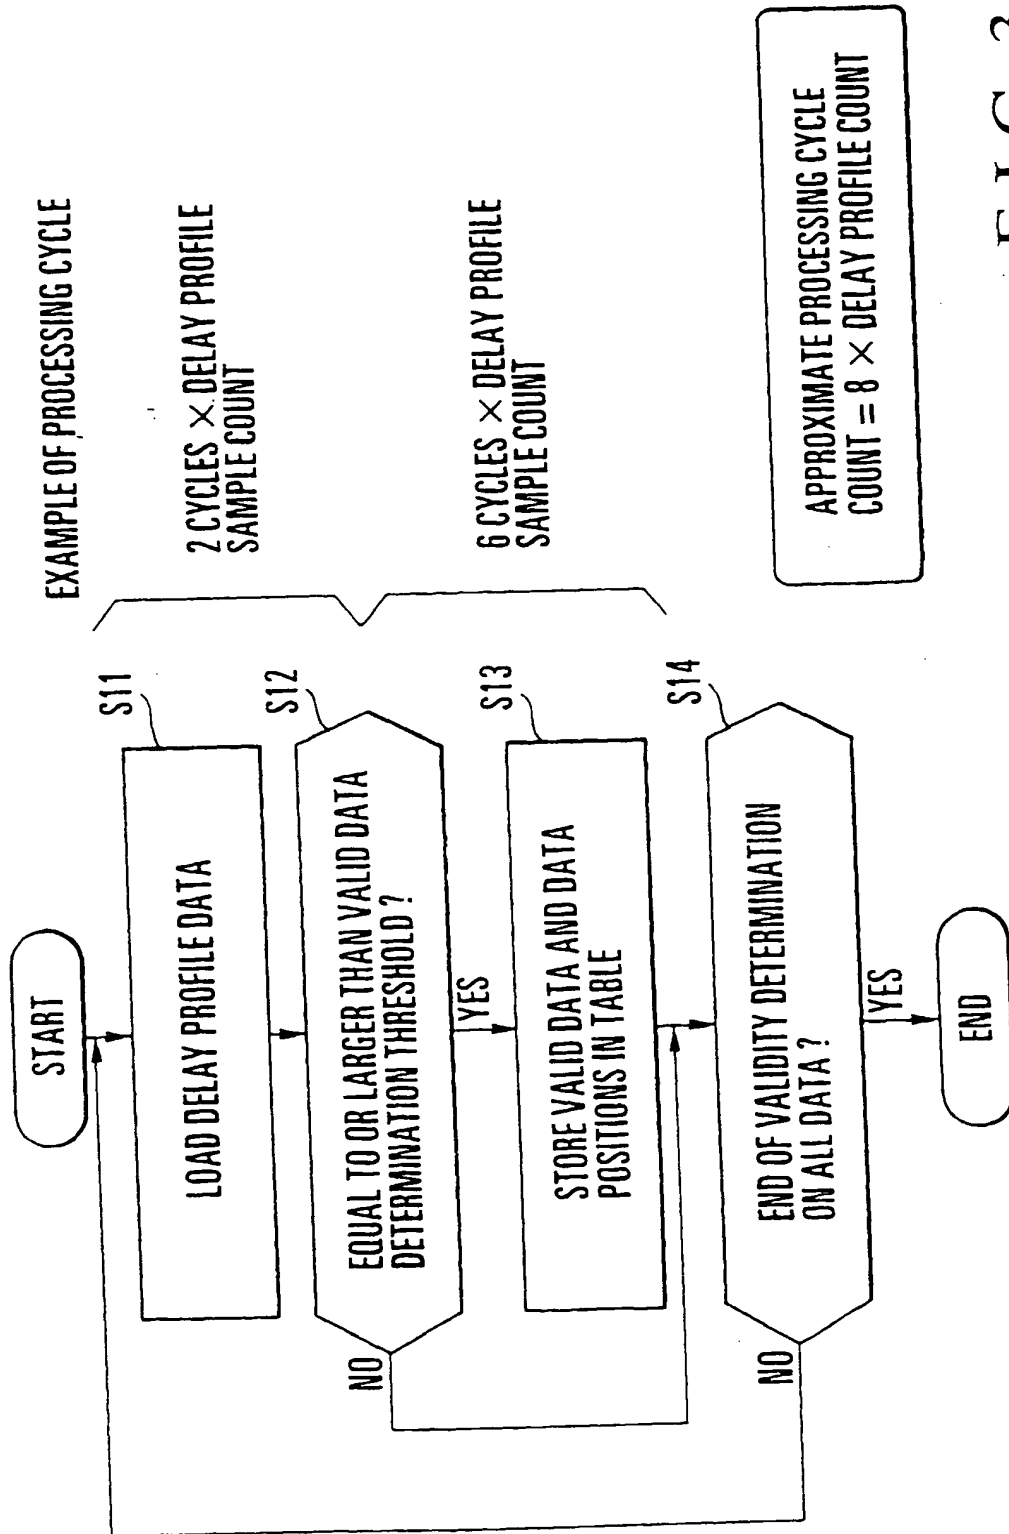 EXAMPLE OF PROCESSING CYCLE
START
S11
LOAD DELAY PROFILE DATA
2 CYCLES × DELAY PROFILE
SAMPLE COUNT
S12
EQUAL TO OR LARGER THAN VALID DATA
DETERMINATION THRESHOLD ?
NO
YES
S13
STORE VALID DATA AND DATA
POSITIONS IN TABLE
6 CYCLES × DELAY PROFILE
SAMPLE COUNT
S14
END OF VALIDITY DETERMINATION
ON ALL DATA ?
NO
YES
END
APPROXIMATE PROCESSING CYCLE
COUNT = 8 × DELAY PROFILE COUNT